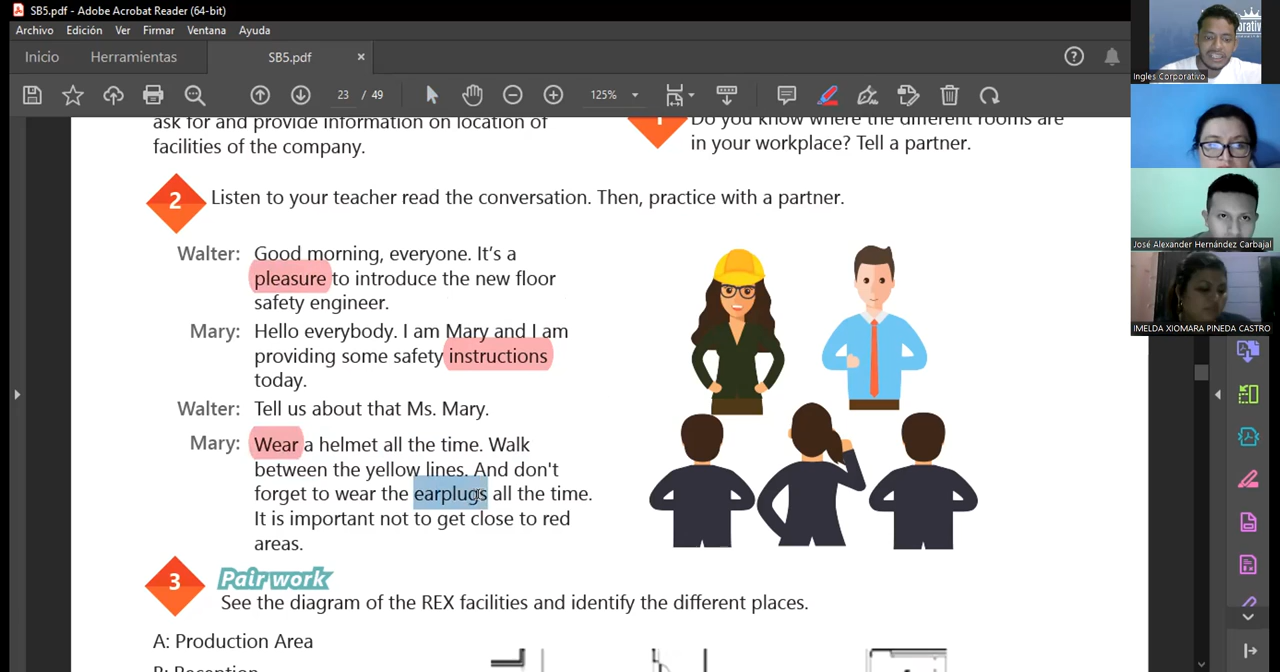 SB5.pdf - Adobe Acrobat Reader (64-bit)
Archivo Edición Ver Firmar Ventana Ayuda
Inicio Herramientas SB5.pdf ×
23 / 49 125%
ask for and provide information on location of
facilities of the company.
1 Do you know where the different rooms are
in your workplace? Tell a partner.
2 Listen to your teacher read the conversation. Then, practice with a partner.
Walter: Good morning, everyone. It's a
pleasure to introduce the new floor
safety engineer.
Mary: Hello everybody. I am Mary and I am
providing some safety instructions
today.
Walter: Tell us about that Ms. Mary.
Mary: Wear a helmet all the time. Walk
between the yellow lines. And don't
forget to wear the earplugs all the time.
It is important not to get close to red
areas.
3 Pair work
See the diagram of the REX facilities and identify the different places.
A: Production Area
B: Reception
Ingles Corporativo
José Alexander Hernández Carbajal
IMELDA XIOMARA PINEDA CASTRO